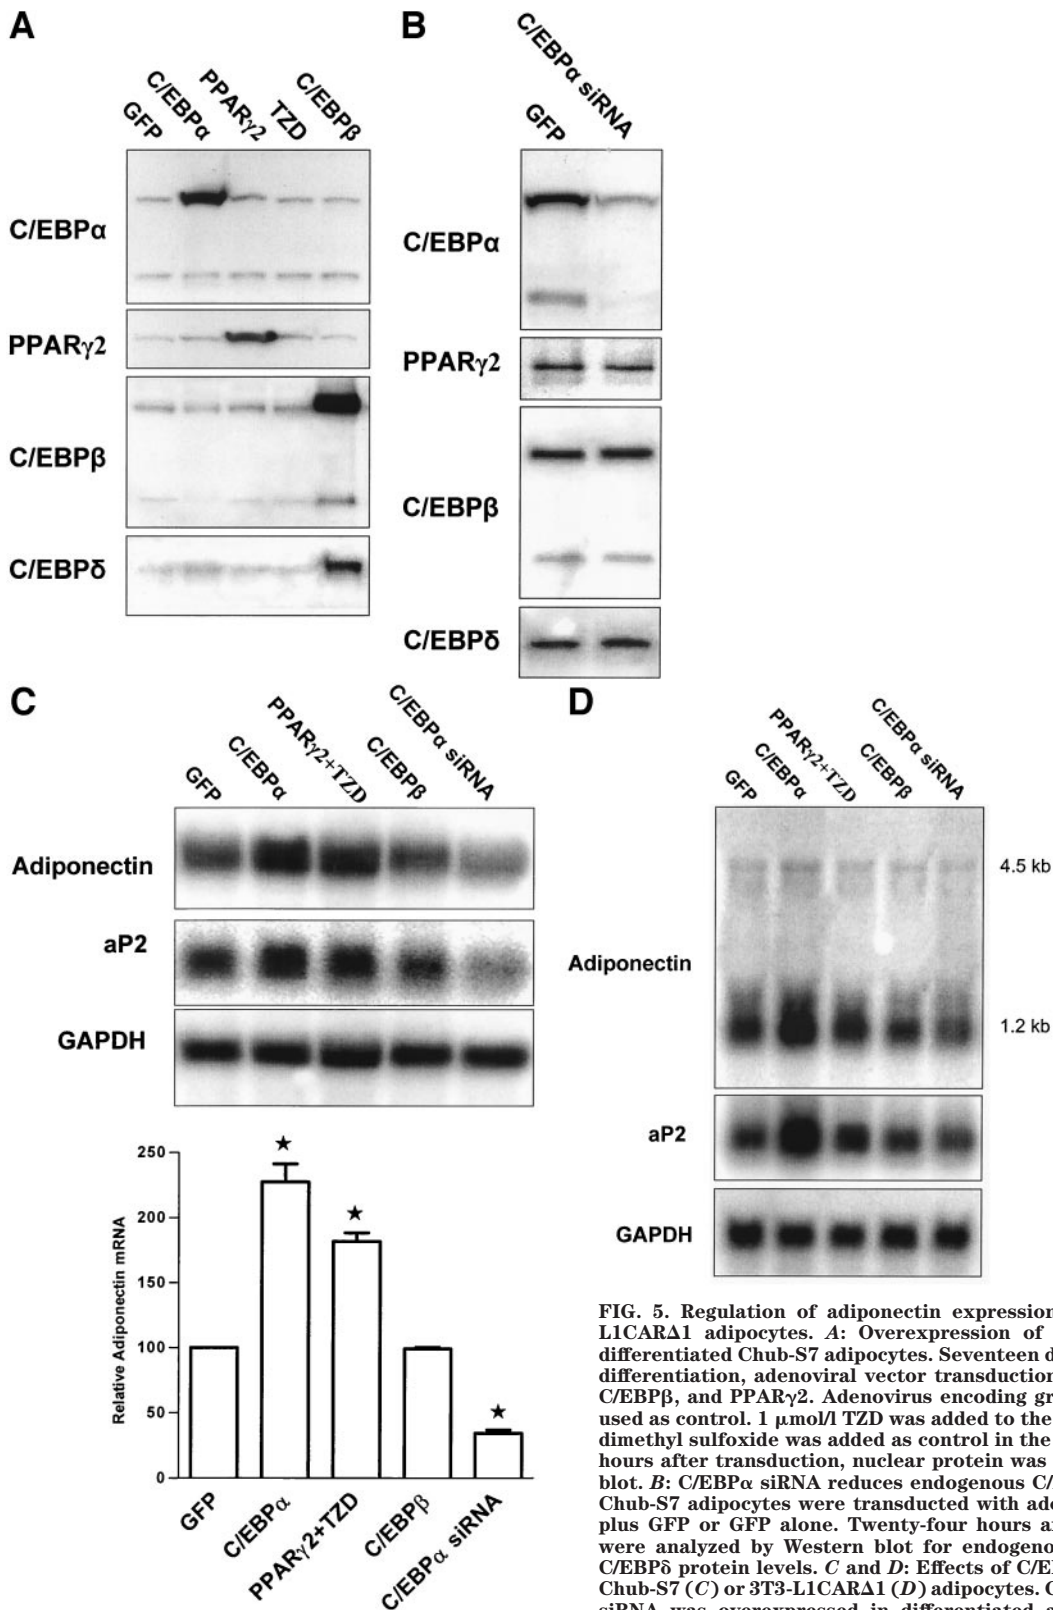 A
GFP
C/EBPα
PPARγ2
TZD
C/EBPβ
C/EBPα
PPARγ2
C/EBPβ
C/EBPδ
B
GFP
C/EBPα siRNA
C/EBPα
PPARγ2
C/EBPβ
C/EBPδ
C
GFP
C/EBPα
PPARγ2+TZD
C/EBPβ
C/EBPα siRNA
Adiponectin
aP2
GAPDH
Relative Adiponectin mRNA
250
200
150
100
50
0
GFP
C/EBPα
PPARγ2+TZD
C/EBPβ
C/EBPα siRNA
D
GFP
C/EBPα
PPARγ2+TZD
C/EBPβ
C/EBPα siRNA
4.5 kb
Adiponectin
1.2 kb
aP2
GAPDH
FIG. 5. Regulation of adiponectin expression
L1CARΔ1 adipocytes. A: Overexpression of
differentiated Chub-S7 adipocytes. Seventeen d
differentiation, adenoviral vector transduction
C/EBPβ, and PPARγ2. Adenovirus encoding gr
used as control. 1 μmol/l TZD was added to the
dimethyl sulfoxide was added as control in the
hours after transduction, nuclear protein was
blot. B: C/EBPα siRNA reduces endogenous C/
Chub-S7 adipocytes were transducted with ade
plus GFP or GFP alone. Twenty-four hours a
were analyzed by Western blot for endogeno
C/EBPδ protein levels. C and D: Effects of C/E
Chub-S7 (C) or 3T3-L1CARΔ1 (D) adipocytes.
siRNA was overexpressed in differentiated a